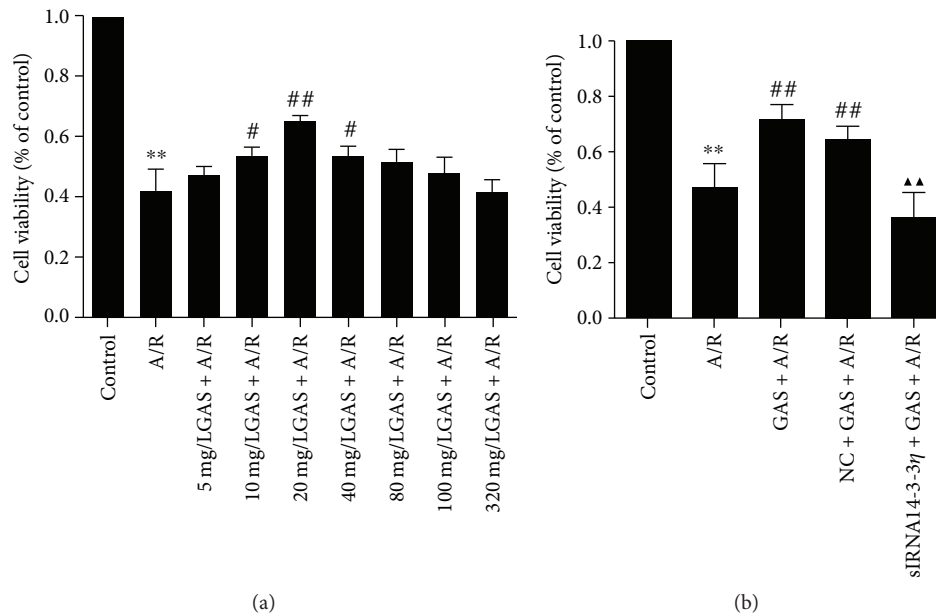 Cell viability (% of control)
1.0
0.8
0.6
0.4
0.2
0.0
**
#
##
#
Control
A/R
5 mg/LGAS + A/R
10 mg/LGAS + A/R
20 mg/LGAS + A/R
40 mg/LGAS + A/R
80 mg/LGAS + A/R
100 mg/LGAS + A/R
320 mg/LGAS + A/R
(a)
Cell viability (% of control)
1.0
0.8
0.6
0.4
0.2
0.0
**
##
##
▲▲
Control
A/R
GAS + A/R
NC + GAS + A/R
sIRNA14-3-3η + GAS + A/R
(b)